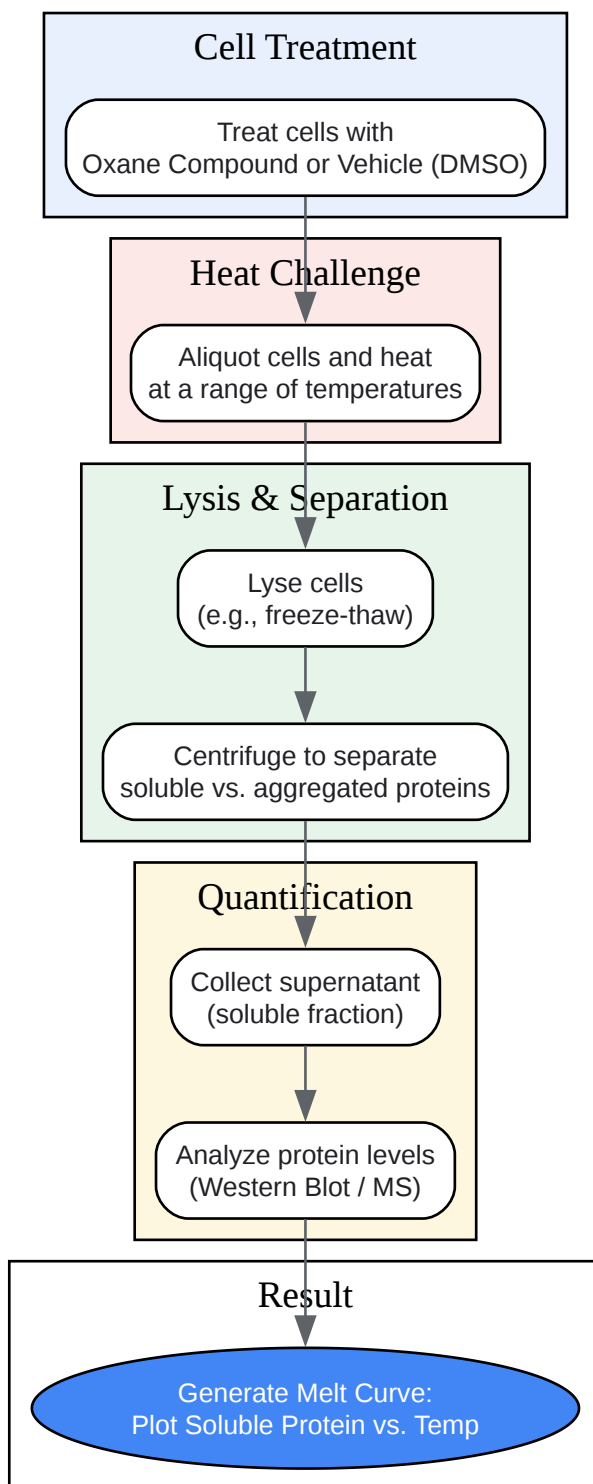 Cell Treatment
Treat cells with
Oxane Compound or Vehicle (DMSO)
Heat Challenge
Aliquot cells and heat
at a range of temperatures
Lysis & Separation
Lyse cells
(e.g., freeze-thaw)
Centrifuge to separate
soluble vs. aggregated proteins
Quantification
Collect supernatant
(soluble fraction)
Analyze protein levels
(Western Blot / MS)
Result
Generate Melt Curve:
Plot Soluble Protein vs. Temp